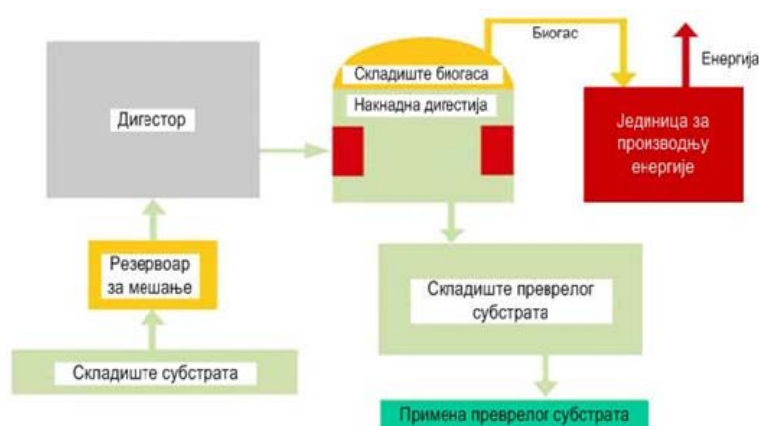 Биогас
Енергија
Складиште биогаса
Накнадна дигестија
Дигестор
Јединица за
производњу
енергије
Резервоар
за мешање
Складиште преврелог
субстрата
Складиште субстрата
Примена преврелог субстрата